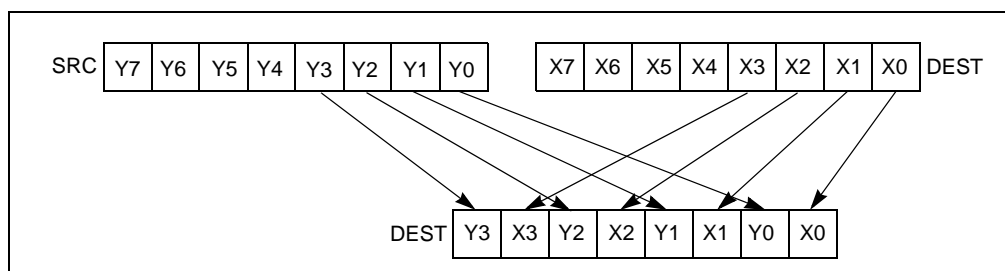 SRC Y7 Y6 Y5 Y4 Y3 Y2 Y1 Y0 X7 X6 X5 X4 X3 X2 X1 X0 DEST
DEST Y3 X3 Y2 X2 Y1 X1 Y0 X0